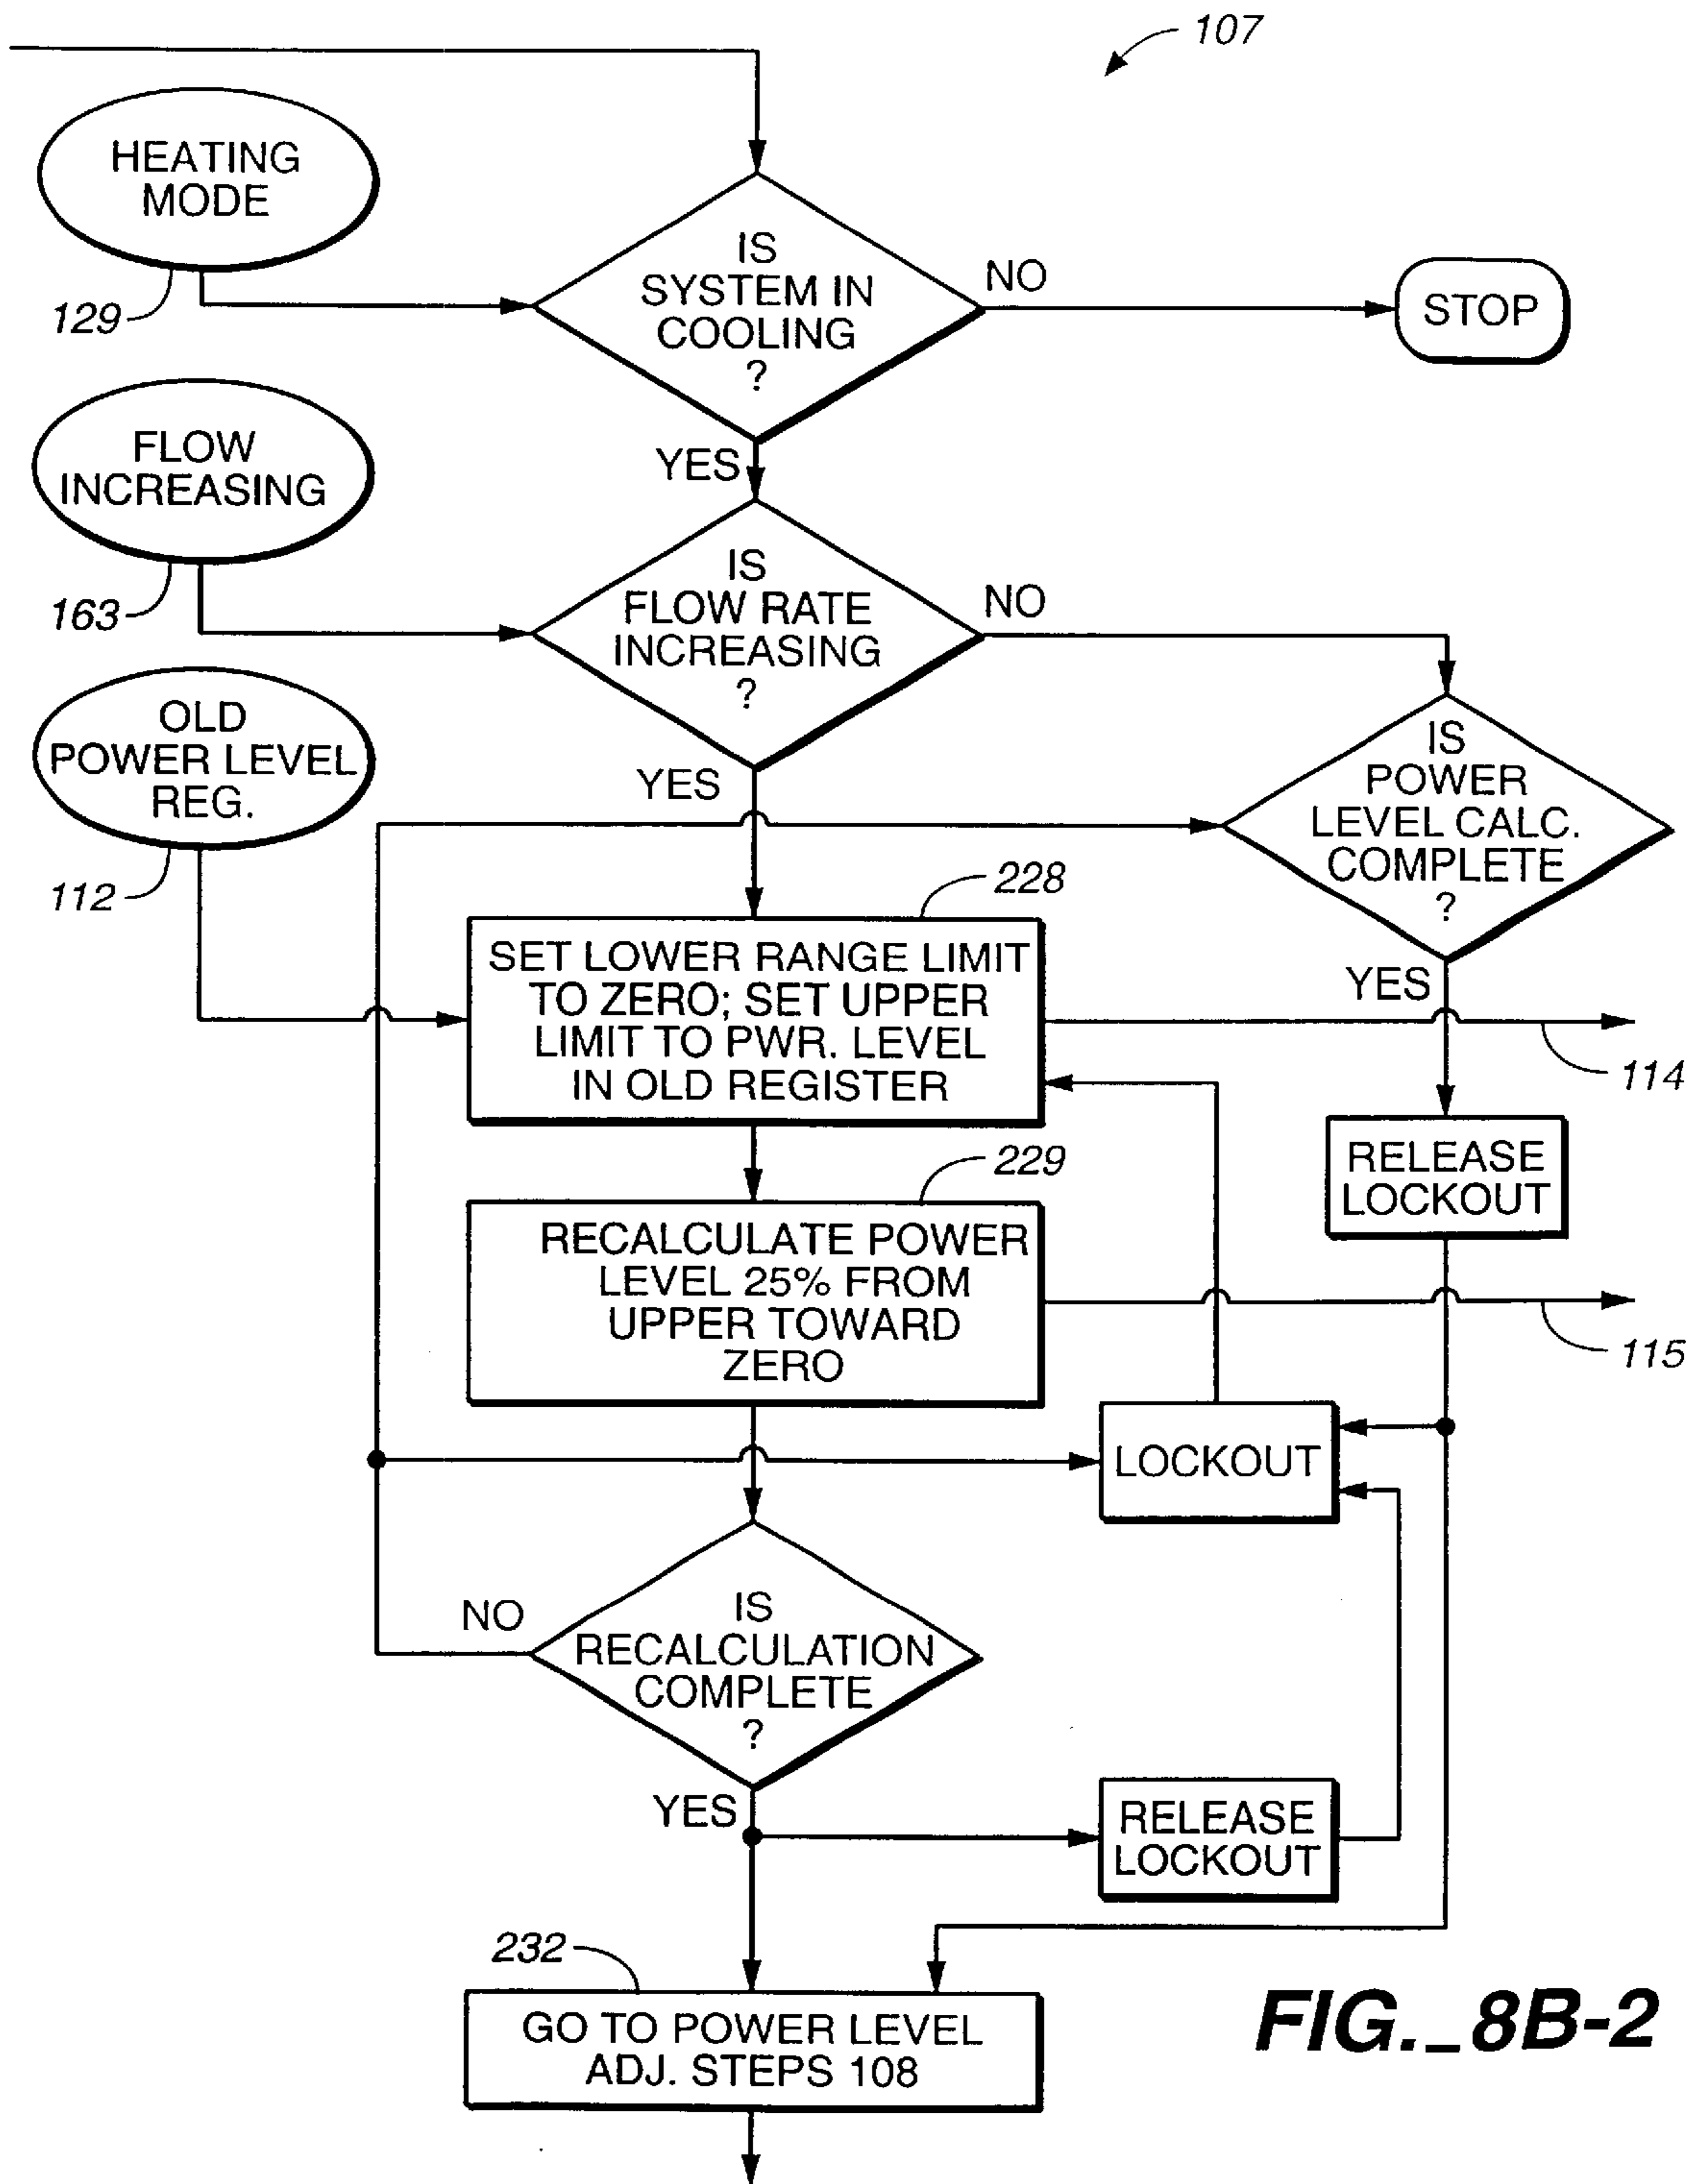 107
HEATING
MODE
129
IS
SYSTEM IN
COOLING
?
NO
STOP
YES
FLOW
INCREASING
163
IS
FLOW RATE
INCREASING
?
NO
YES
OLD
POWER LEVEL
REG.
112
IS
POWER
LEVEL CALC.
COMPLETE
?
YES
228
SET LOWER RANGE LIMIT
TO ZERO; SET UPPER
LIMIT TO PWR. LEVEL
IN OLD REGISTER
114
RELEASE
LOCKOUT
229
RECALCULATE POWER
LEVEL 25% FROM
UPPER TOWARD
ZERO
115
LOCKOUT
IS
RECALCULATION
COMPLETE
?
NO
YES
RELEASE
LOCKOUT
232
GO TO POWER LEVEL
ADJ. STEPS 108
FIG._8B-2